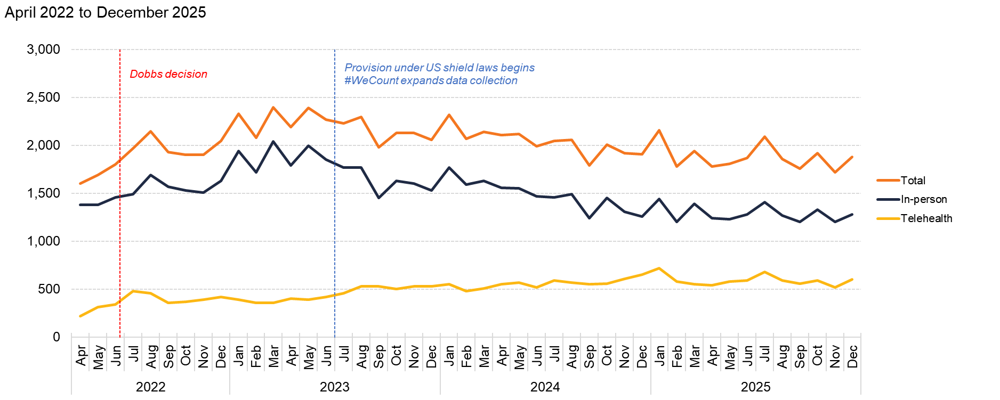 April 2022 to December 2025
3,000
Dobbs decision
Provision under US shield laws begins
#WeCount expands data collection
2,500
2,000
1,500
1,000
500
0
Total
In-person
Telehealth
Apr May Jun Jul Aug Sep Oct Nov Dec Jan Feb Mar Apr May Jun Jul Aug Sep Oct Nov Dec Jan Feb Mar Apr May Jun Jul Aug Sep Oct Nov Dec Jan Feb Mar Apr May Jun Jul Aug Sep Oct Nov Dec
2022 2023 2024 2025